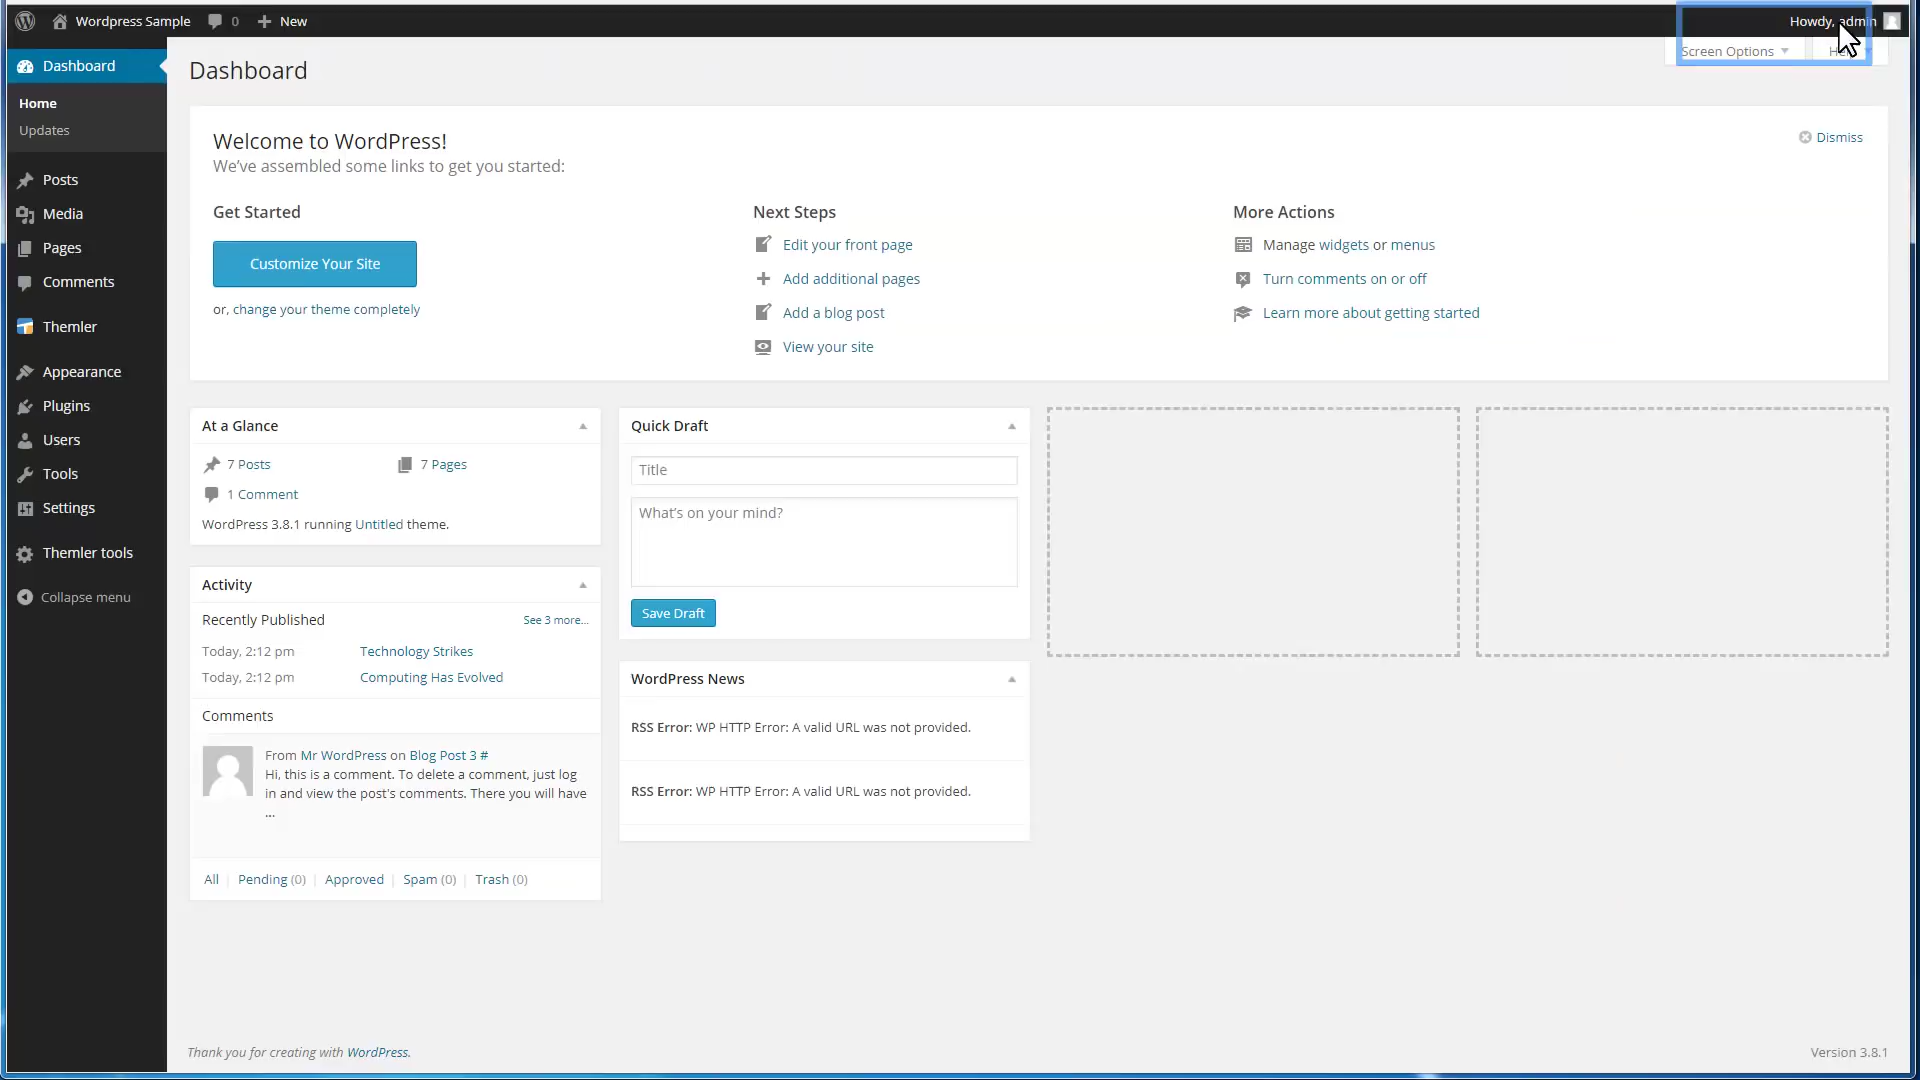 Wordpress Sample 0 New Howdy, admin
Screen Options
Dashboard
Home
Updates
Posts
Media
Pages
Comments
Themler
Appearance
Plugins
Users
Tools
Settings
Themler tools
Collapse menu
Dashboard
Welcome to WordPress!
We've assembled some links to get you started:
Dismiss
Get Started
Customize Your Site
or, change your theme completely
Next Steps
Edit your front page
Add additional pages
Add a blog post
View your site
More Actions
Manage widgets or menus
Turn comments on or off
Learn more about getting started
At a Glance
7 Posts 7 Pages
1 Comment
WordPress 3.8.1 running Untitled theme.
Activity
Recently Published See 3 more...
Today, 2:12 pm Technology Strikes
Today, 2:12 pm Computing Has Evolved
Comments
From Mr WordPress on Blog Post 3 #
Hi, this is a comment. To delete a comment, just log
in and view the post's comments. There you will have
...
All | Pending (0) | Approved | Spam (0) | Trash (0)
Quick Draft
Title
What's on your mind?
Save Draft
WordPress News
RSS Error: WP HTTP Error: A valid URL was not provided.
RSS Error: WP HTTP Error: A valid URL was not provided.
Thank you for creating with WordPress.
Version 3.8.1